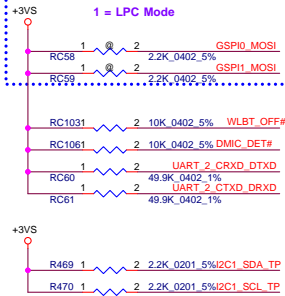 +3VS
1 = LPC Mode
RC58 1 @ 2 2.2K_0402_5% GSPI0_MOSI
RC59 1 @ 2 2.2K_0402_5% GSPI1_MOSI
RC1031 2 10K_0402_5% WLBT_OFF#
RC1061 2 10K_0402_5% DMIC_DET#
RC60 1 2 49.9K_0402_1% UART_2_CRXD_DTXD
RC61 1 2 49.9K_0402_1% UART_2_CTXD_DRXD
+3VS
R469 1 2 2.2K_0201_5% I2C1_SDA_TP
R470 1 2 2.2K_0201_5% I2C1_SCL_TP